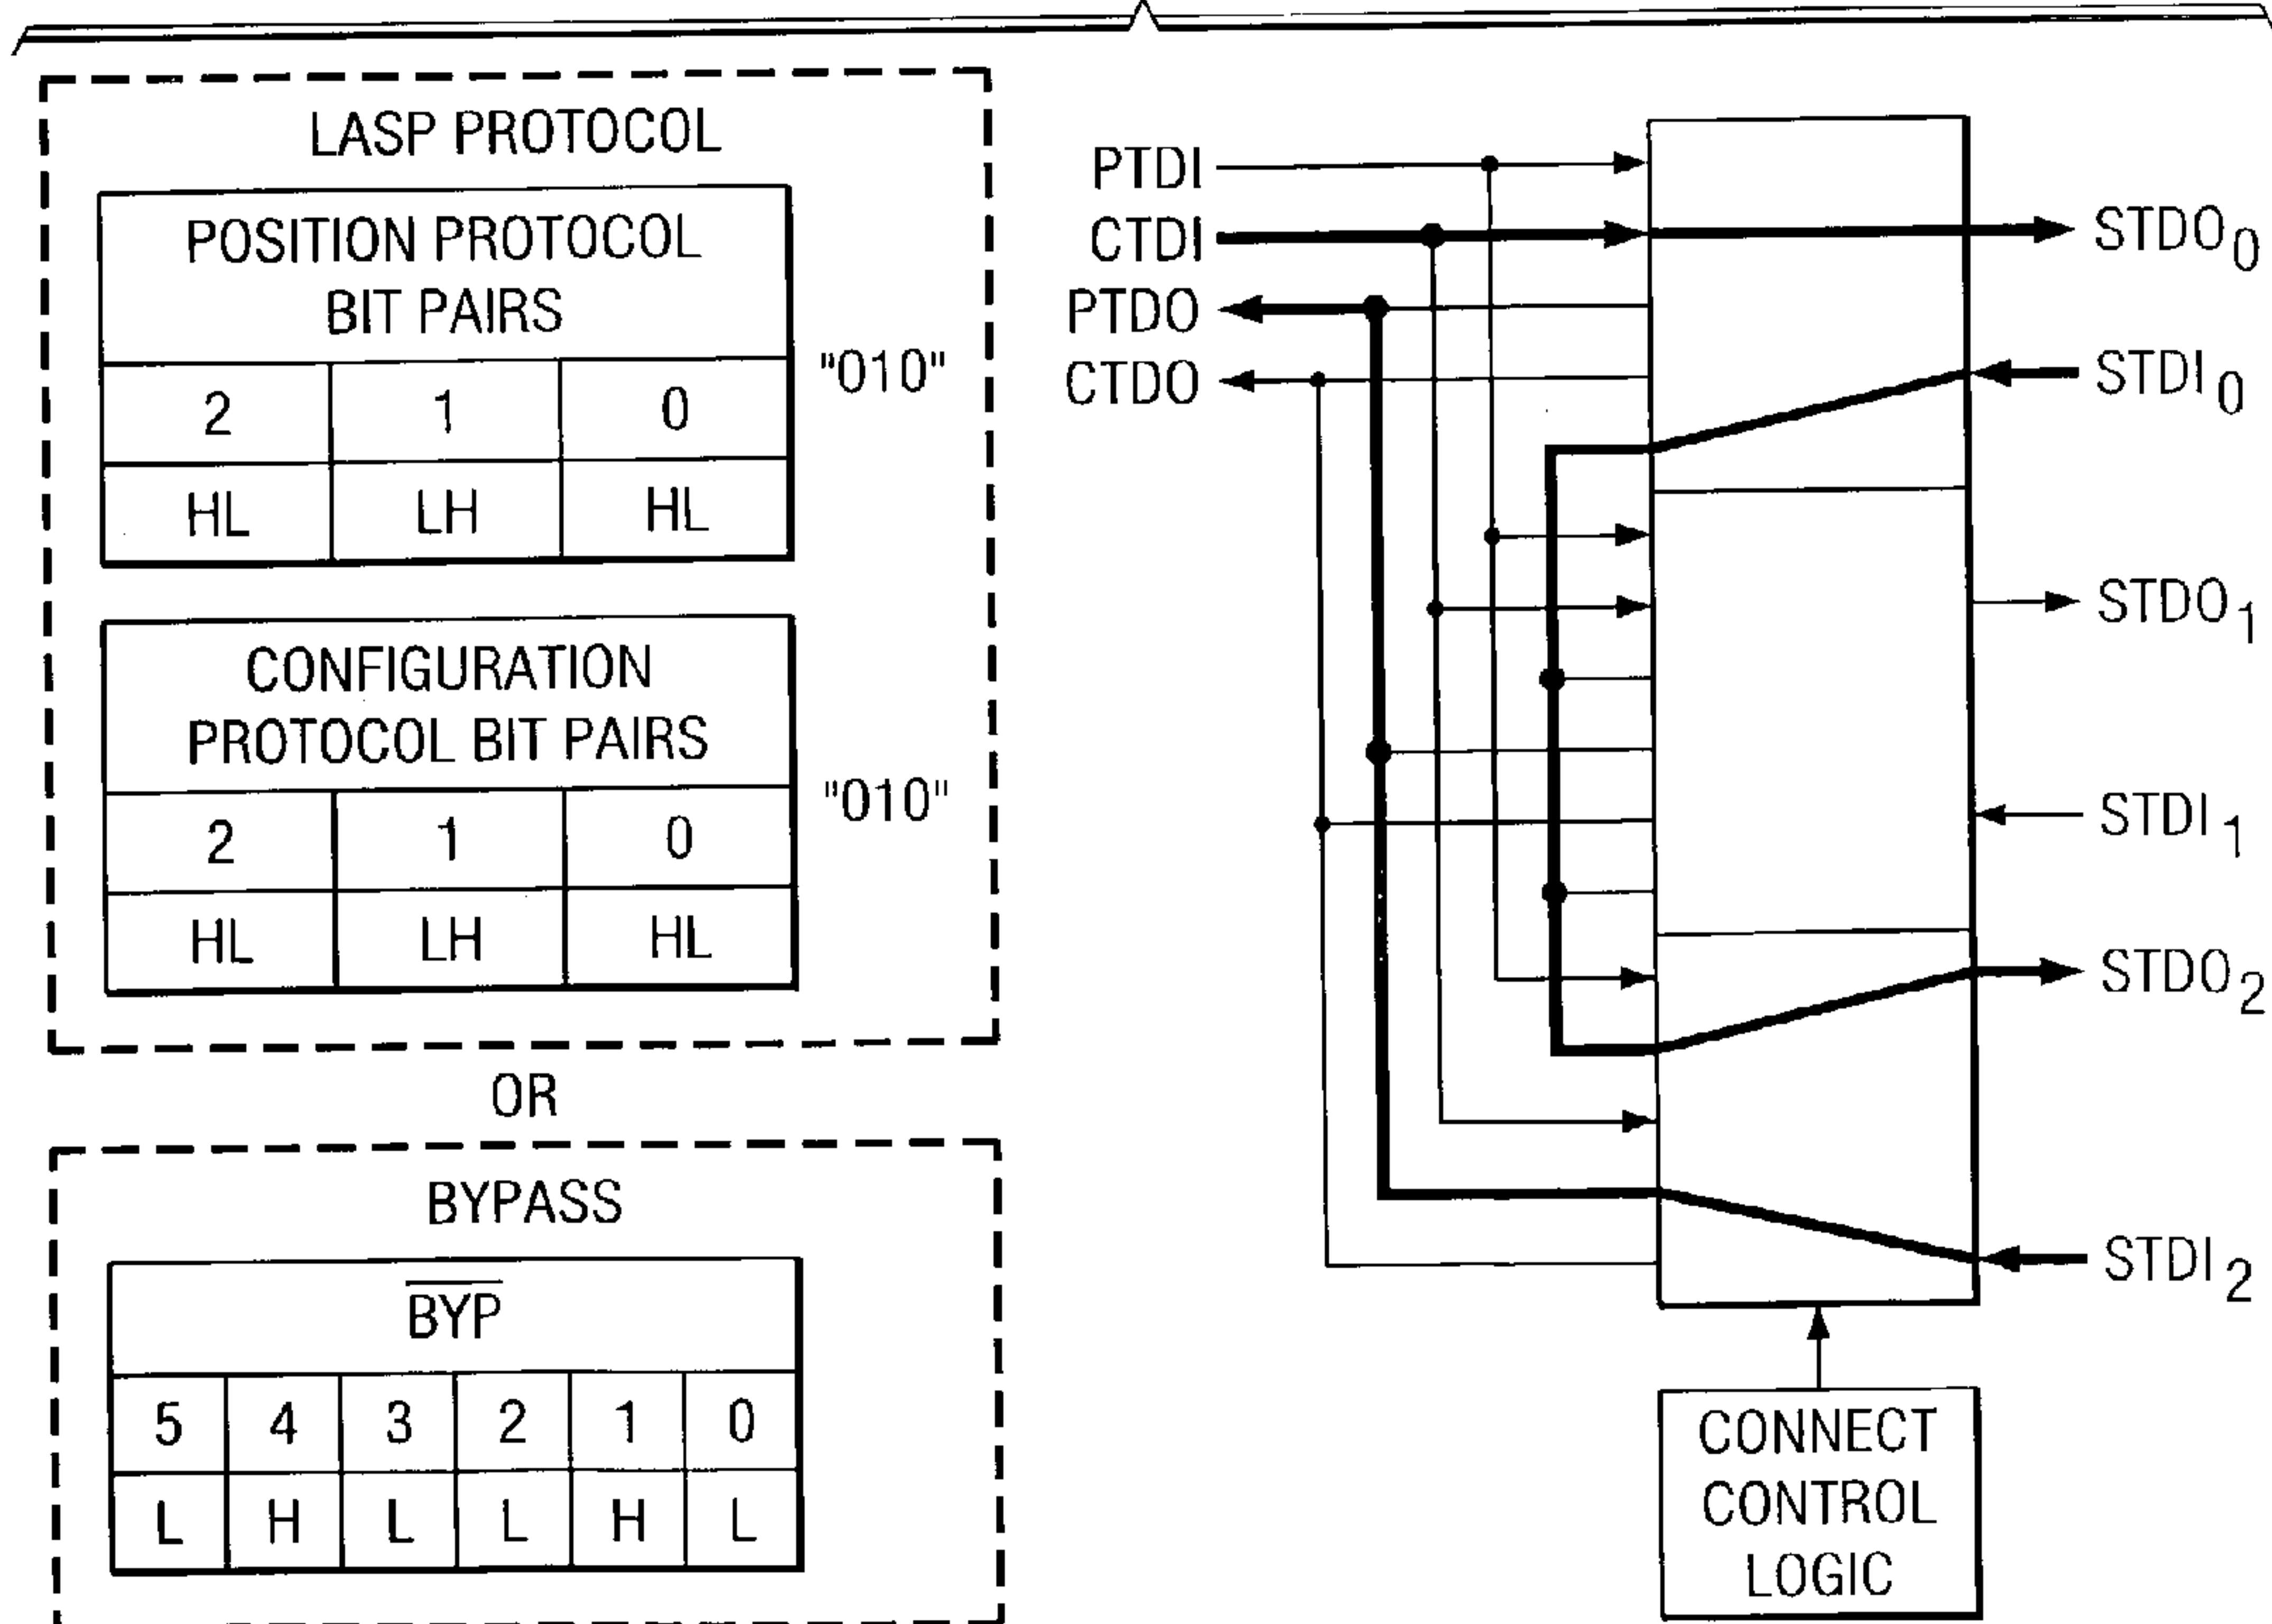 LASP PROTOCOL
POSITION PROTOCOL
BIT PAIRS
2 1 0
HL LH HL
"010"
CONFIGURATION
PROTOCOL BIT PAIRS
2 1 0
HL LH HL
"010"
OR
BYPASS
BYP
5 4 3 2 1 0
L H L L H L
PTDI
CTDI
PTDO
CTDO
STDO0
STDI0
STDO1
STDI1
STDO2
STDI2
CONNECT
CONTROL
LOGIC